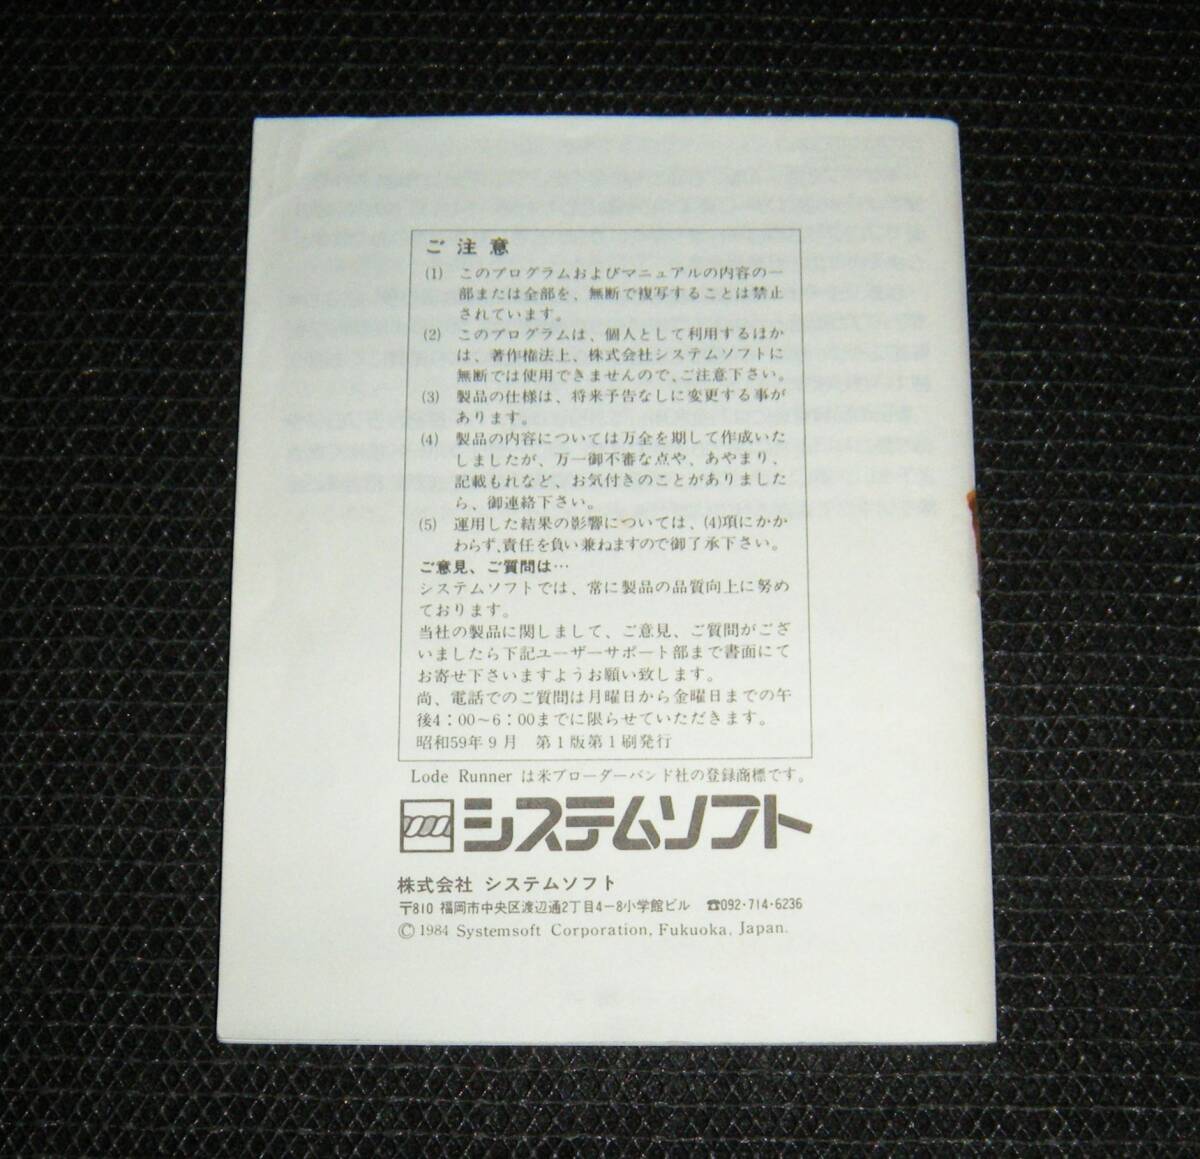 ご注意
(1) このプログラムおよびマニュアルの内容の一
部または全部を、無断で複写することは禁止
されています。
(2) このプログラムは、個人として利用するほか
は、著作権法上、株式会社システムソフトに
無断では使用できませんので、ご注意下さい。
(3) 製品の仕様は、将来予告なしに変更する事が
あります。
(4) 製品の内容については万全を期して作成いた
しましたが、万一御不審な点や、あやまり、
記載もれなど、お気付きのことがありました
ら、御連絡下さい。
(5) 運用した結果の影響については、(4)項にかか
わらず、責任を負い兼ねますので御了承下さい。
ご意見、ご質問は…
システムソフトでは、常に製品の品質向上に努め
ております。
当社の製品に関しまして、ご意見、ご質問がござ
いましたら下記ユーザーサポート部まで書面にて
お寄せ下さいますようお願い致します。
尚、電話でのご質問は月曜日から金曜日までの午
後4：00〜6：00までに限らせていただきます。
昭和59年9月 第1版第1刷発行
Lode Runner は米ブローダーバンド社の登録商標です。
システムソフト
株式会社 システムソフト
〒810 福岡市中央区渡辺通2丁目4−8小学館ビル ☎092・714・6236
©1984 Systemsoft Corporation, Fukuoka, Japan.